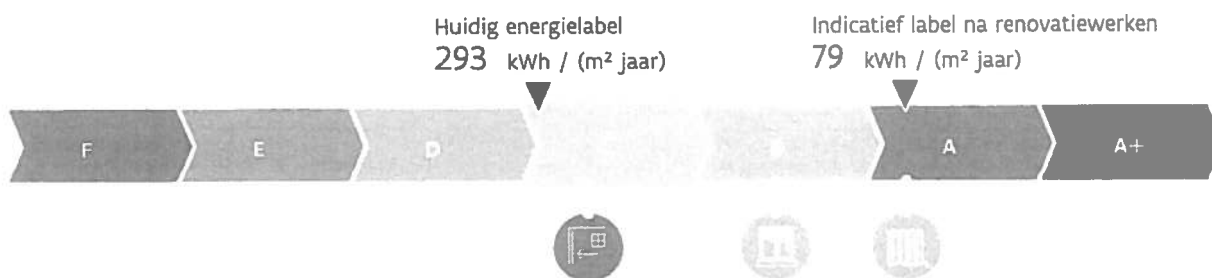 Huidig energielabel
293 kWh / (m² jaar)
Indicatief label na renovatiewerken
79 kWh / (m² jaar)
F E D A A+